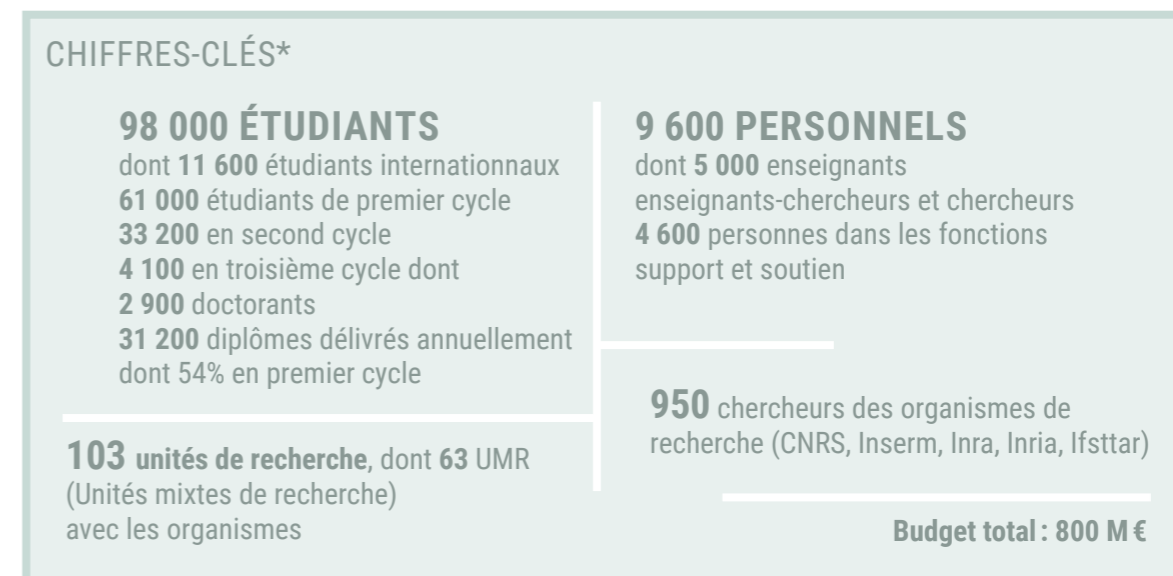 CHIFFRES-CLÉS*
98 000 ÉTUDIANTS
dont 11 600 étudiants internationnaux
61 000 étudiants de premier cycle
33 200 en second cycle
4 100 en troisième cycle dont
2 900 doctorants
31 200 diplômes délivrés annuellement
dont 54% en premier cycle
103 unités de recherche, dont 63 UMR
(Unités mixtes de recherche)
avec les organismes
9 600 PERSONNELS
dont 5 000 enseignants
enseignants-chercheurs et chercheurs
4 600 personnes dans les fonctions
support et soutien
950 chercheurs des organismes de
recherche (CNRS, Inserm, Inra, Inria, Ifsttar)
Budget total : 800 M €